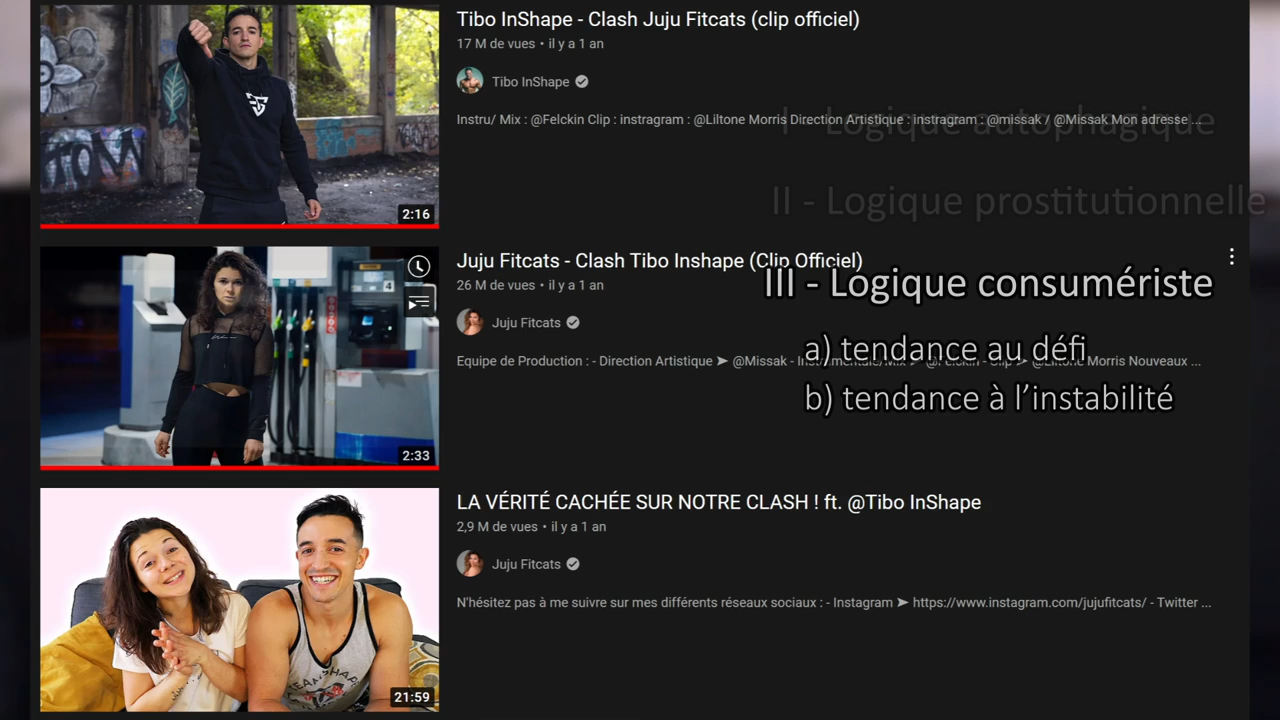 Tibo InShape - Clash Juju Fitcats (clip officiel)
17 M de vues • il y a 1 an
Tibo InShape
Instru/ Mix : @Felckin Clip : instragram : @Liltone Morris Direction Artistique : instragram : @missak / @Missak Mon adresse ...
2:16
I - Logique autophagique
II - Logique prostitutionnelle
Juju Fitcats - Clash Tibo Inshape (Clip Officiel)
26 M de vues • il y a 1 an
III - Logique consumériste
Juju Fitcats
a) tendance au défi
Equipe de Production : - Direction Artistique ➤ @Missak - Instrumentale/Mix ➤ @Felckin - Clip ➤ @Liltone Morris Nouveaux ...
b) tendance à l’instabilité
4
2:33
LA VÉRITÉ CACHÉE SUR NOTRE CLASH ! ft. @Tibo InShape
2,9 M de vues • il y a 1 an
Juju Fitcats
N'hésitez pas à me suivre sur mes différents réseaux sociaux : - Instagram ➤ https://www.instagram.com/jujufitcats/ - Twitter ...
21:59